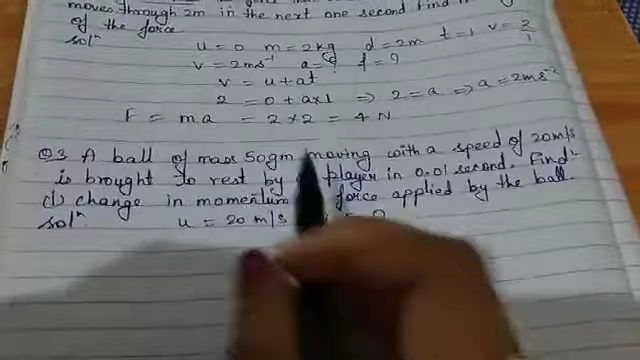 moves through 2m in the next one second find
of the force
solⁿ u = 0 m = 2kg d = 2m t = 1 v = 2/1
v = 2ms⁻¹ a = ? f = ?
v = u + at
2 = 0 + a×1 ⇒ 2 = a ⇒ a = 2ms⁻²
F = ma = 2 × 2 = 4 N
Q3 A ball of mass 50gm moving with a speed of 20m/s
is brought to rest by player in 0.01 second. Find:
(i) change in momentum force applied by the ball.
solⁿ. u = 20 m/s = 0